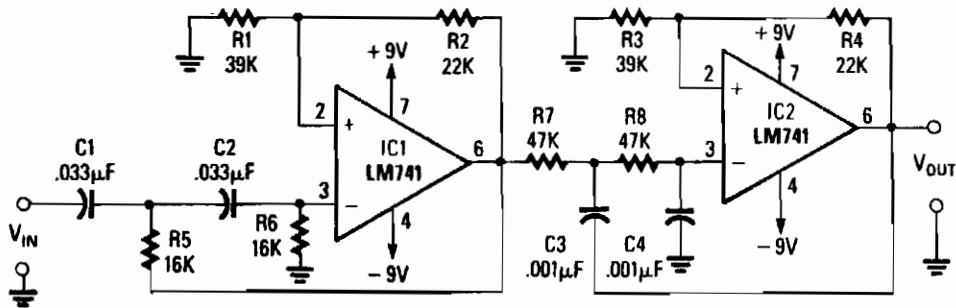 R1
39K
R2
22K
R3
39K
R4
22K
+9V
7
2
+
IC1
LM741
6
3
−
4
−9V
C1
.033µF
C2
.033µF
V_IN
R5
16K
R6
16K
R7
47K
R8
47K
C3
.001µF
C4
.001µF
+9V
7
2
+
IC2
LM741
6
3
−
4
−9V
V_OUT